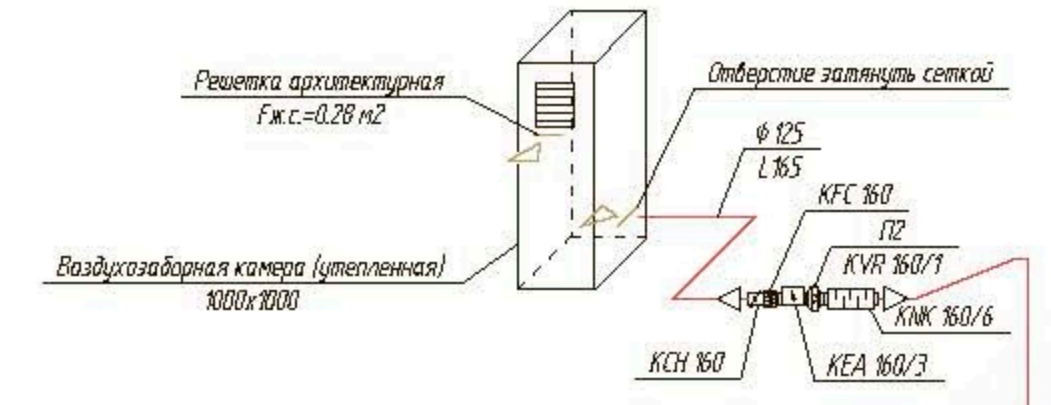 Решетка архитектурная
Fж.с.=0.28 м2
Отверстие затянуть сеткой
ϕ 125
L165
KFC 160
П2
KVR 160/1
Воздухозаборная камера (утепленная)
1000х1000
KNK 160/6
KCH 160
KEA 160/3